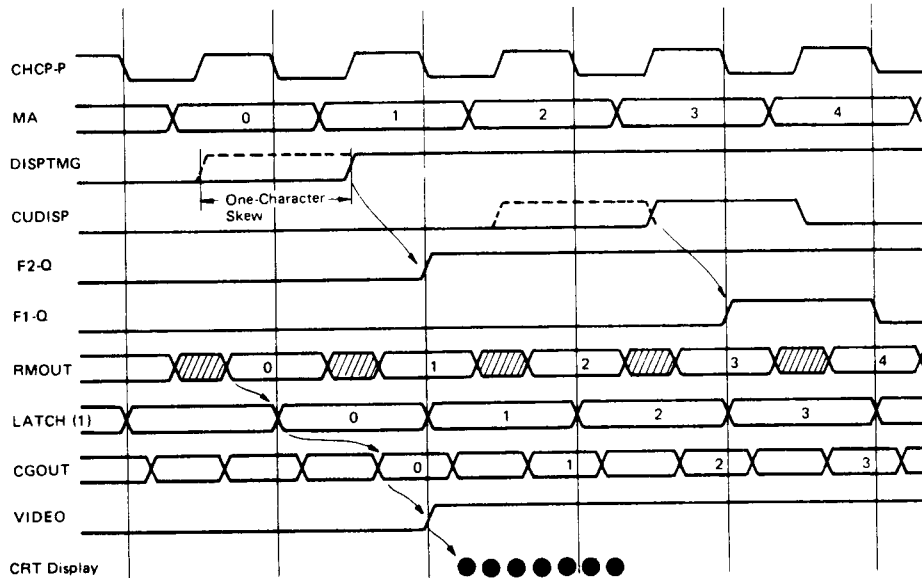 CHCP-P
MA 0 1 2 3 4
DISPTMG
One-Character
Skew
CUDISP
F2-Q
F1-Q
RMOUT 0 1 2 3 4
LATCH (1) 0 1 2 3
CGOUT 0 1 2 3
VIDEO
CRT Display